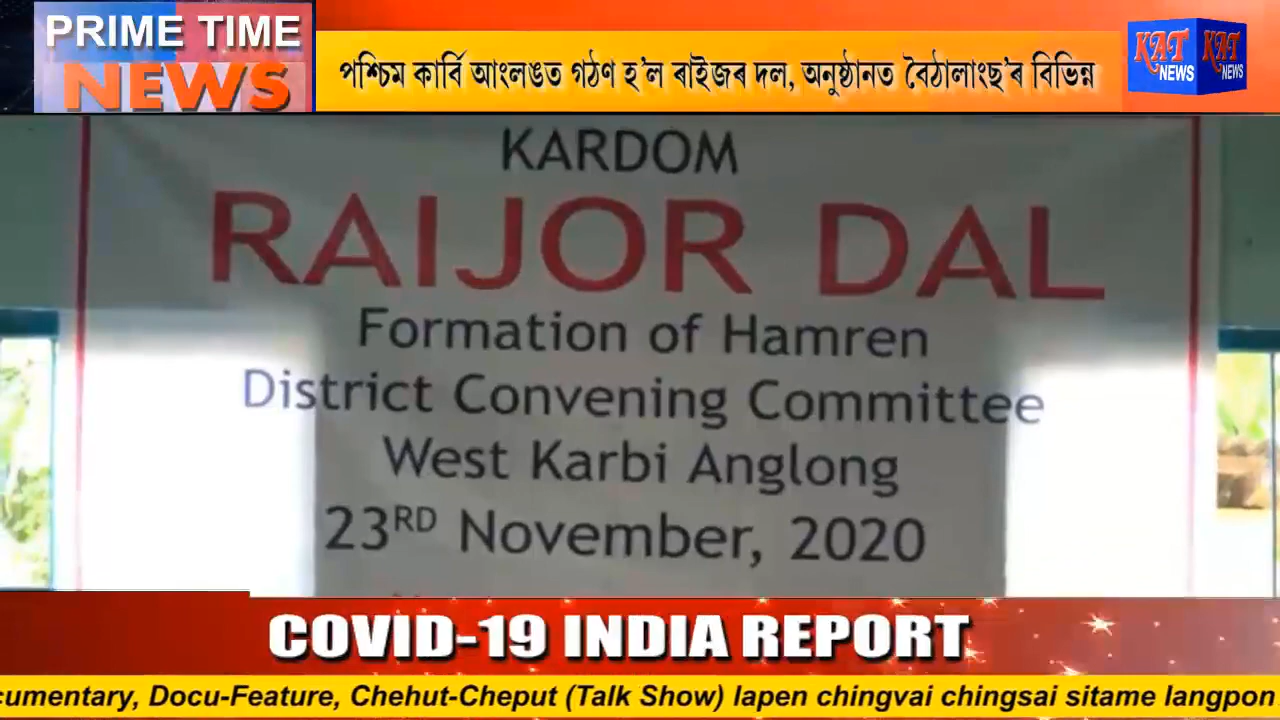 PRIME TIME
NEWS
পশ্চিম কাৰ্বি আংলঙত গঠণ হ'ল ৰাইজৰ দল, অনুষ্ঠানত বৈঠালাংছ'ৰ বিভিন্ন
KAT
NEWS
KAT
NEWS
KARDOM
RAIJOR DAL
Formation of Hamren
District Convening Committee
West Karbi Anglong
23RD November, 2020
COVID-19 INDIA REPORT
cumentary, Docu-Feature, Chehut-Cheput (Talk Show) lapen chingvai chingsai sitame langpon